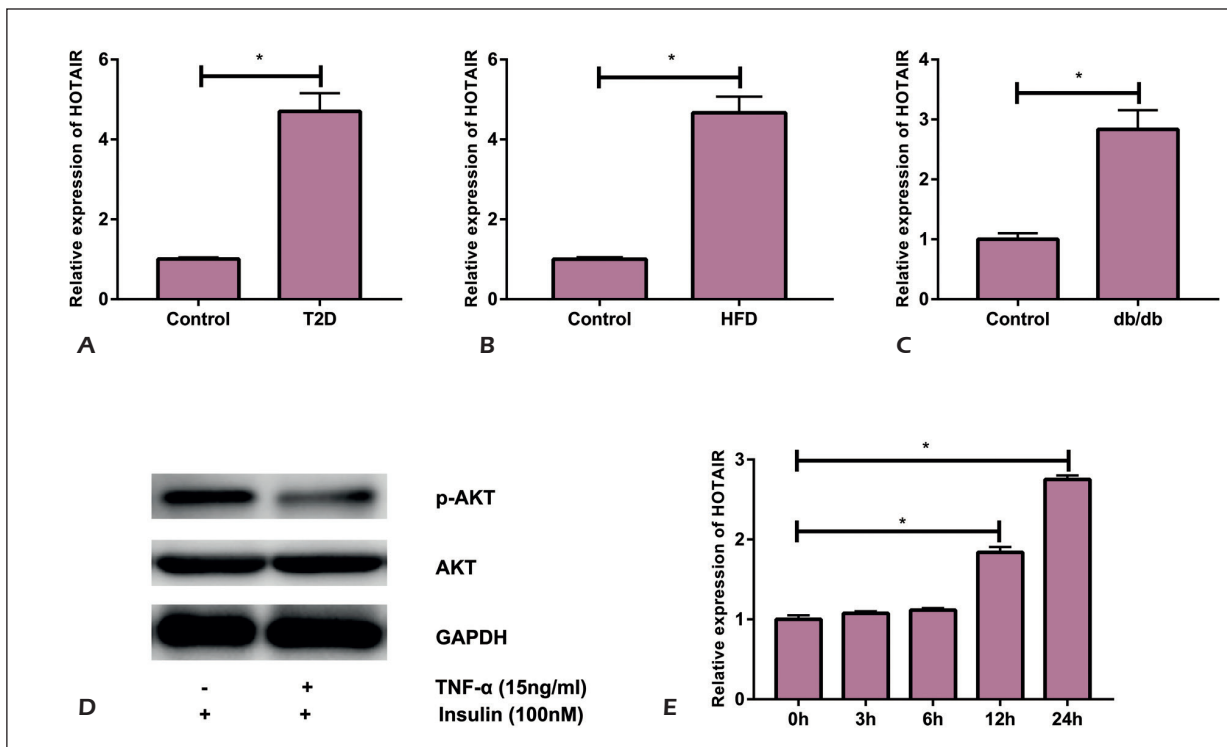 Relative expression of HOTAIR
6
4
2
0
*
Control
T2D
A
Relative expression of HOTAIR
6
4
2
0
*
Control
HFD
B
Relative expression of HOTAIR
4
3
2
1
0
*
Control
db/db
C
p-AKT
AKT
GAPDH
- + TNF-α (15ng/ml)
+ + Insulin (100nM)
D
Relative expression of HOTAIR
3
2
1
0
*
*
0h
3h
6h
12h
24h
E